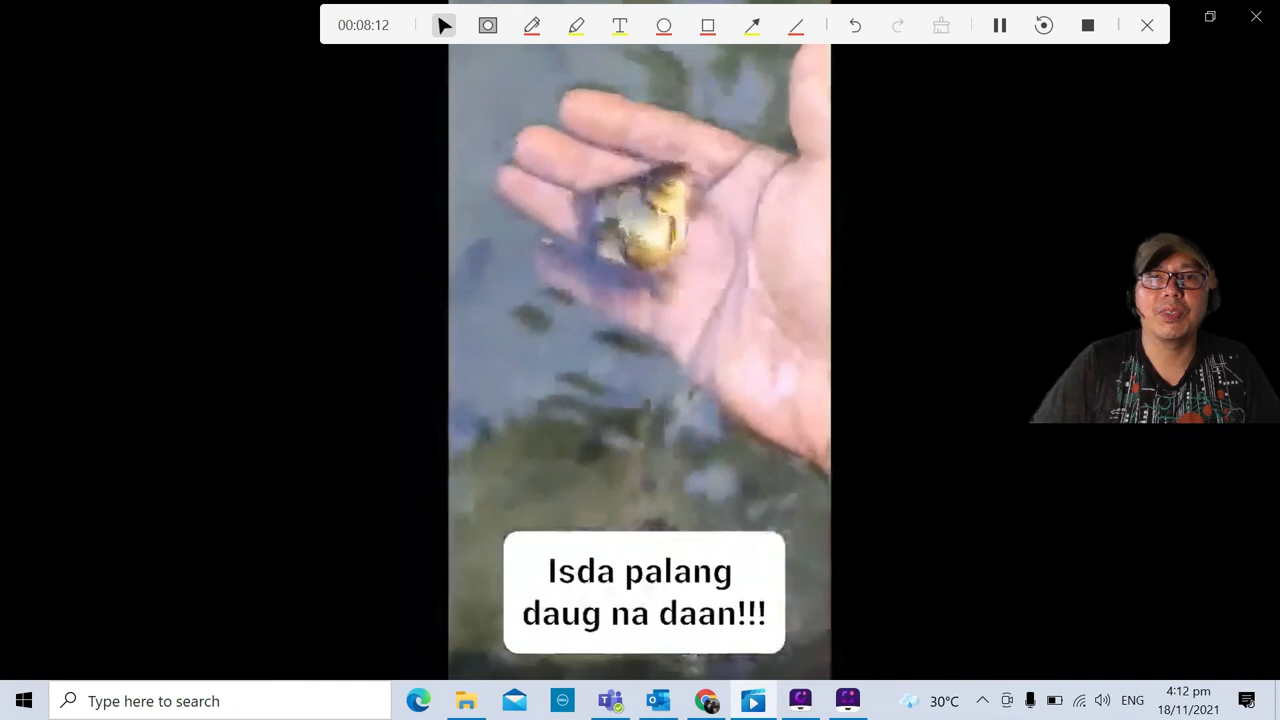 00:08:12
T
Isda palang
daug na daan!!!
Type here to search
DELL
30°C
ENG
4:12 pm
18/11/2021